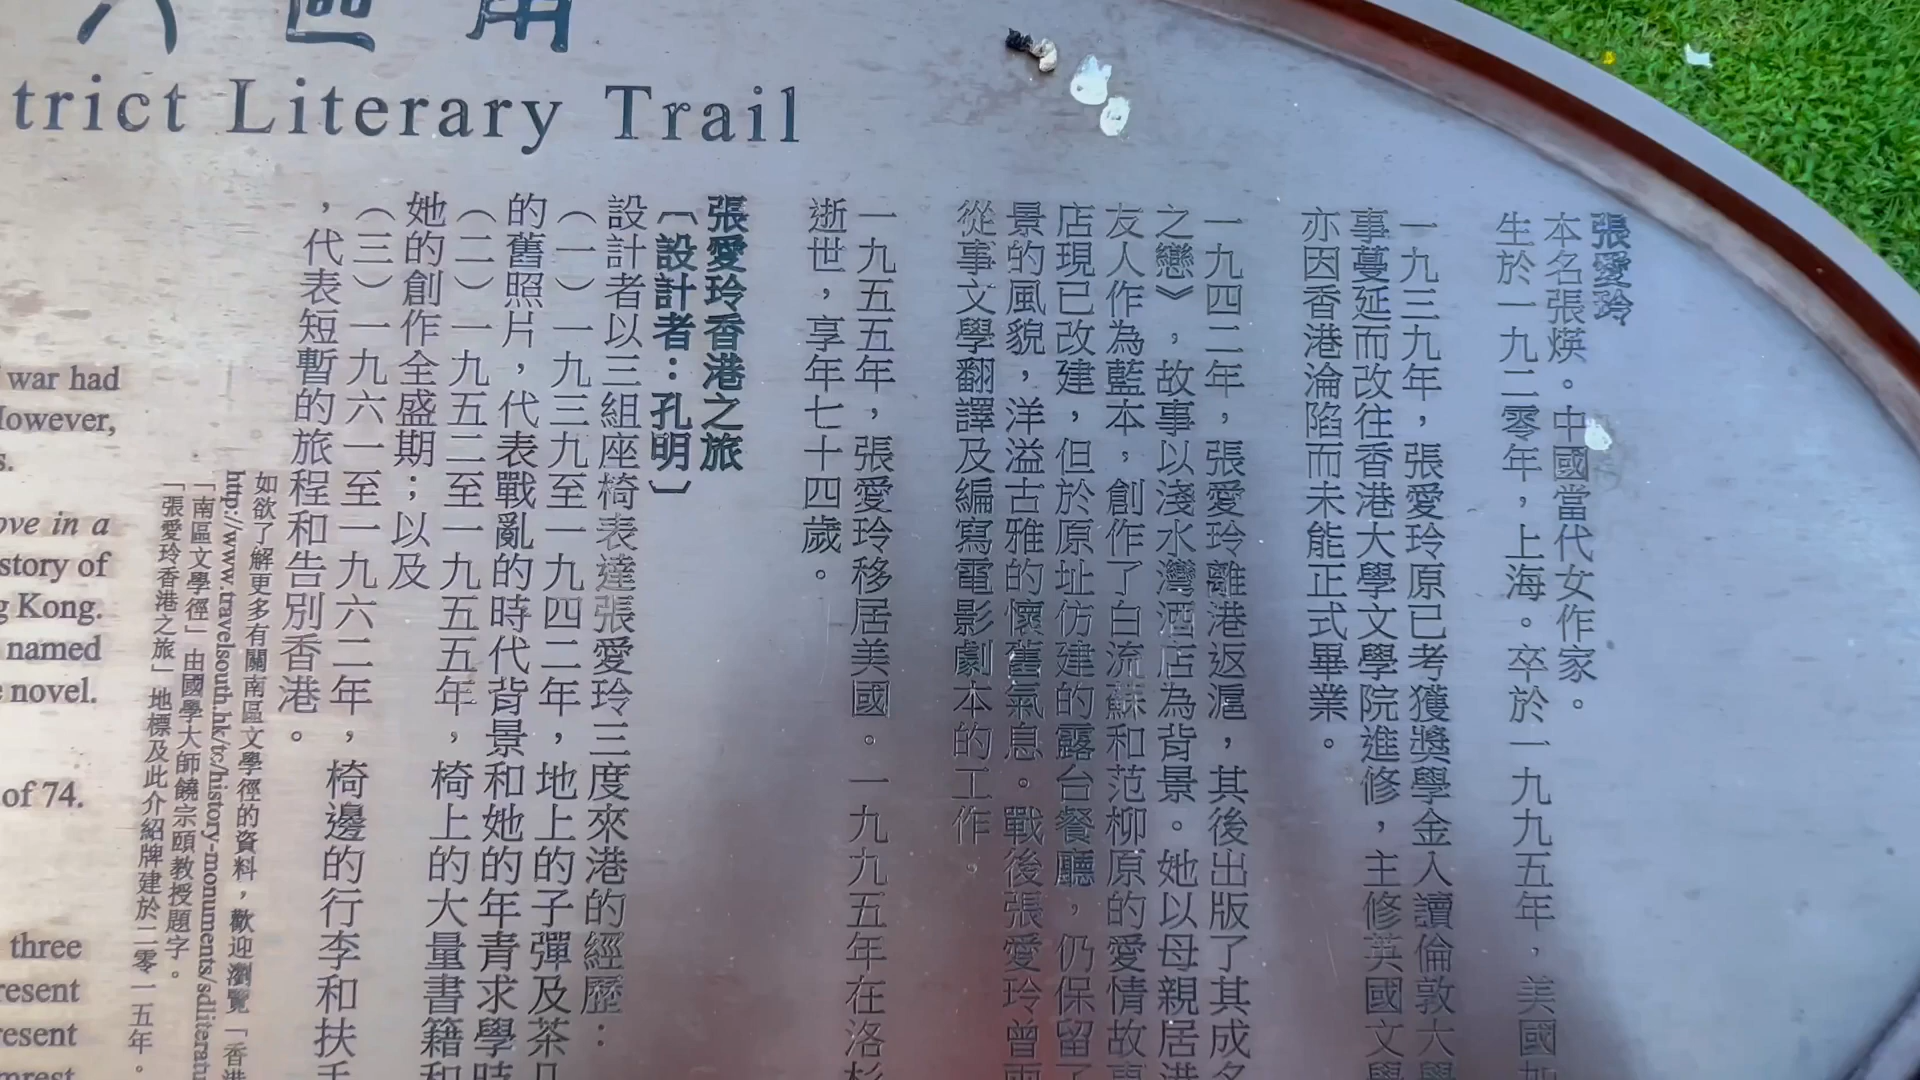 trict Literary Trail
張愛玲
本名張煐。中國當代女作家。
生於一九二零年，上海。卒於一九九五年，美國加
一九三九年，張愛玲原已考獲獎學金入讀倫敦大學
事蔓延而改往香港大學文學院進修，主修英國文學
亦因香港淪陷而未能正式畢業。
一九四二年，張愛玲離港返滬，其後出版了其成名
之戀》，故事以淺水灣酒店為背景。她以母親居港
友人作為藍本，創作了白流蘇和范柳原的愛情故事
店現已改建，但於原址仿建的露台餐廳，仍保留了
景的風貌，洋溢古雅的懷舊氣息。戰後張愛玲曾兩
從事文學翻譯及編寫電影劇本的工作。
一九五五年，張愛玲移居美國。一九九五年在洛杉
逝世，享年七十四歲。
張愛玲香港之旅
〔設計者：孔明〕
設計者以三組座椅表達張愛玲三度來港的經歷：
（一）一九三九至一九四二年，地上的子彈及茶几
的舊照片，代表戰亂的時代背景和她的年青求學時
（二）一九五二至一九五五年，椅上的大量書籍和
她的創作全盛期；以及
（三）一九六一至一九六二年，椅邊的行李和扶手
，代表短暫的旅程和告別香港。
如欲了解更多有關南區文學徑的資料，歡迎瀏覽「香港
http://www.travelsouth.hk/tc/history-monuments/sdliteratu
「南區文學徑」由國學大師饒宗頤教授題字。
「張愛玲香港之旅」地標及此介紹牌建於二零一五年。
war had
However,
s.
ove in a
story of
g Kong.
named
e novel.
of 74.
three
resent
resent
mrest